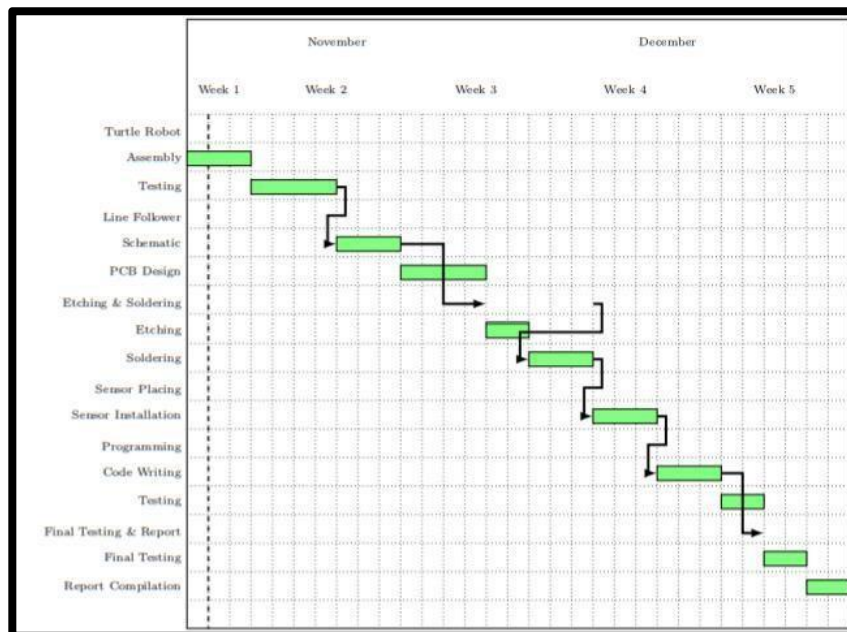 November December
Week 1 Week 2 Week 3 Week 4 Week 5
Turtle Robot
Assembly
Testing
Line Follower
Schematic
PCB Design
Etching & Soldering
Etching
Soldering
Sensor Placing
Sensor Installation
Programming
Code Writing
Testing
Final Testing & Report
Final Testing
Report Compilation